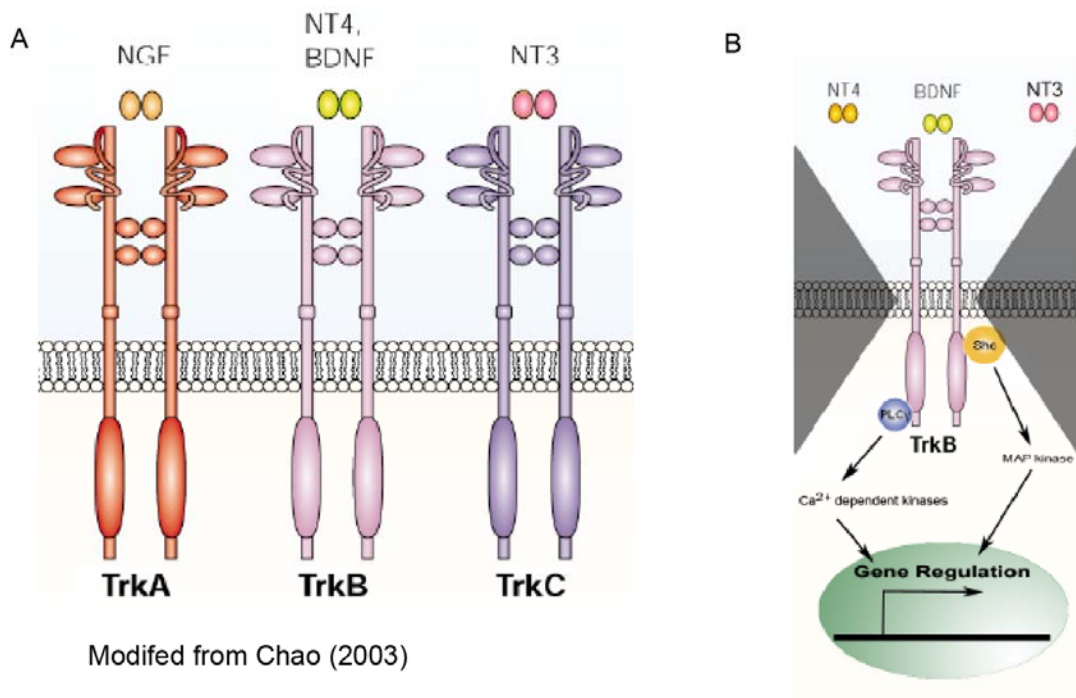 A
NGF
NT4,
BDNF
NT3
TrkA
TrkB
TrkC
Modifed from Chao (2003)
B
NT4
BDNF
NT3
Shc
PLCγ
TrkB
MAP kinase
Ca2+ dependent kinases
Gene Regulation